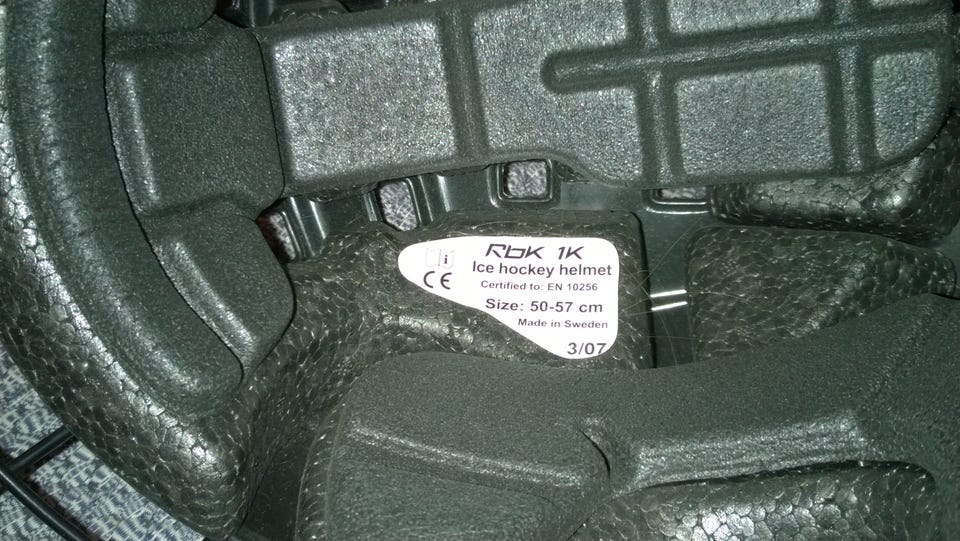 Rbk 1K
i
Ice hockey helmet
CE
Certified to: EN 10256
Size: 50-57 cm
Made in Sweden
3/07